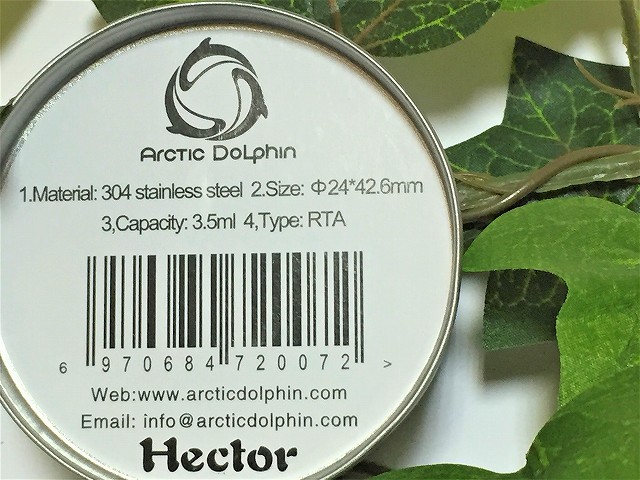 Arctic Dolphin
1.Material: 304 stainless steel 2.Size: Φ24*42.6mm
3,Capacity: 3.5ml 4,Type: RTA
6 970684 720072 >
Web:www.arcticdolphin.com
Email: info@arcticdolphin.com
Hector